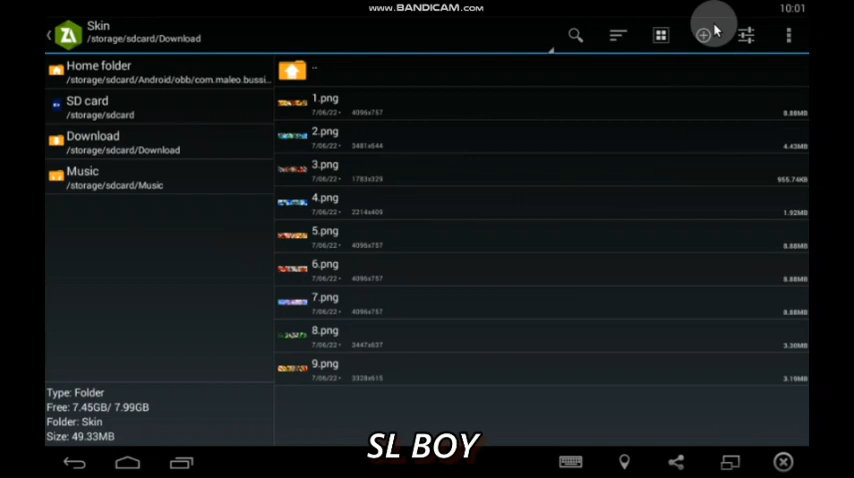 www.BANDICAM.com
10:01
Skin
/storage/sdcard/Download
Home folder
/storage/sdcard/Android/obb/com.maleo.bussi...
SD card
/storage/sdcard
Download
/storage/sdcard/Download
Music
/storage/sdcard/Music
..
1.png
7/06/22 · 4096x757
8.88MB
2.png
7/06/22 · 3481x644
4.43MB
3.png
7/06/22 · 1783x329
955.74KB
4.png
7/06/22 · 2214x409
1.92MB
5.png
7/06/22 · 4096x757
8.88MB
6.png
7/06/22 · 4096x757
8.88MB
7.png
7/06/22 · 4096x757
8.88MB
8.png
7/06/22 · 3447x637
3.30MB
9.png
7/06/22 · 3328x615
3.19MB
Type: Folder
Free: 7.45GB/ 7.99GB
Folder: Skin
Size: 49.33MB
SL BOY